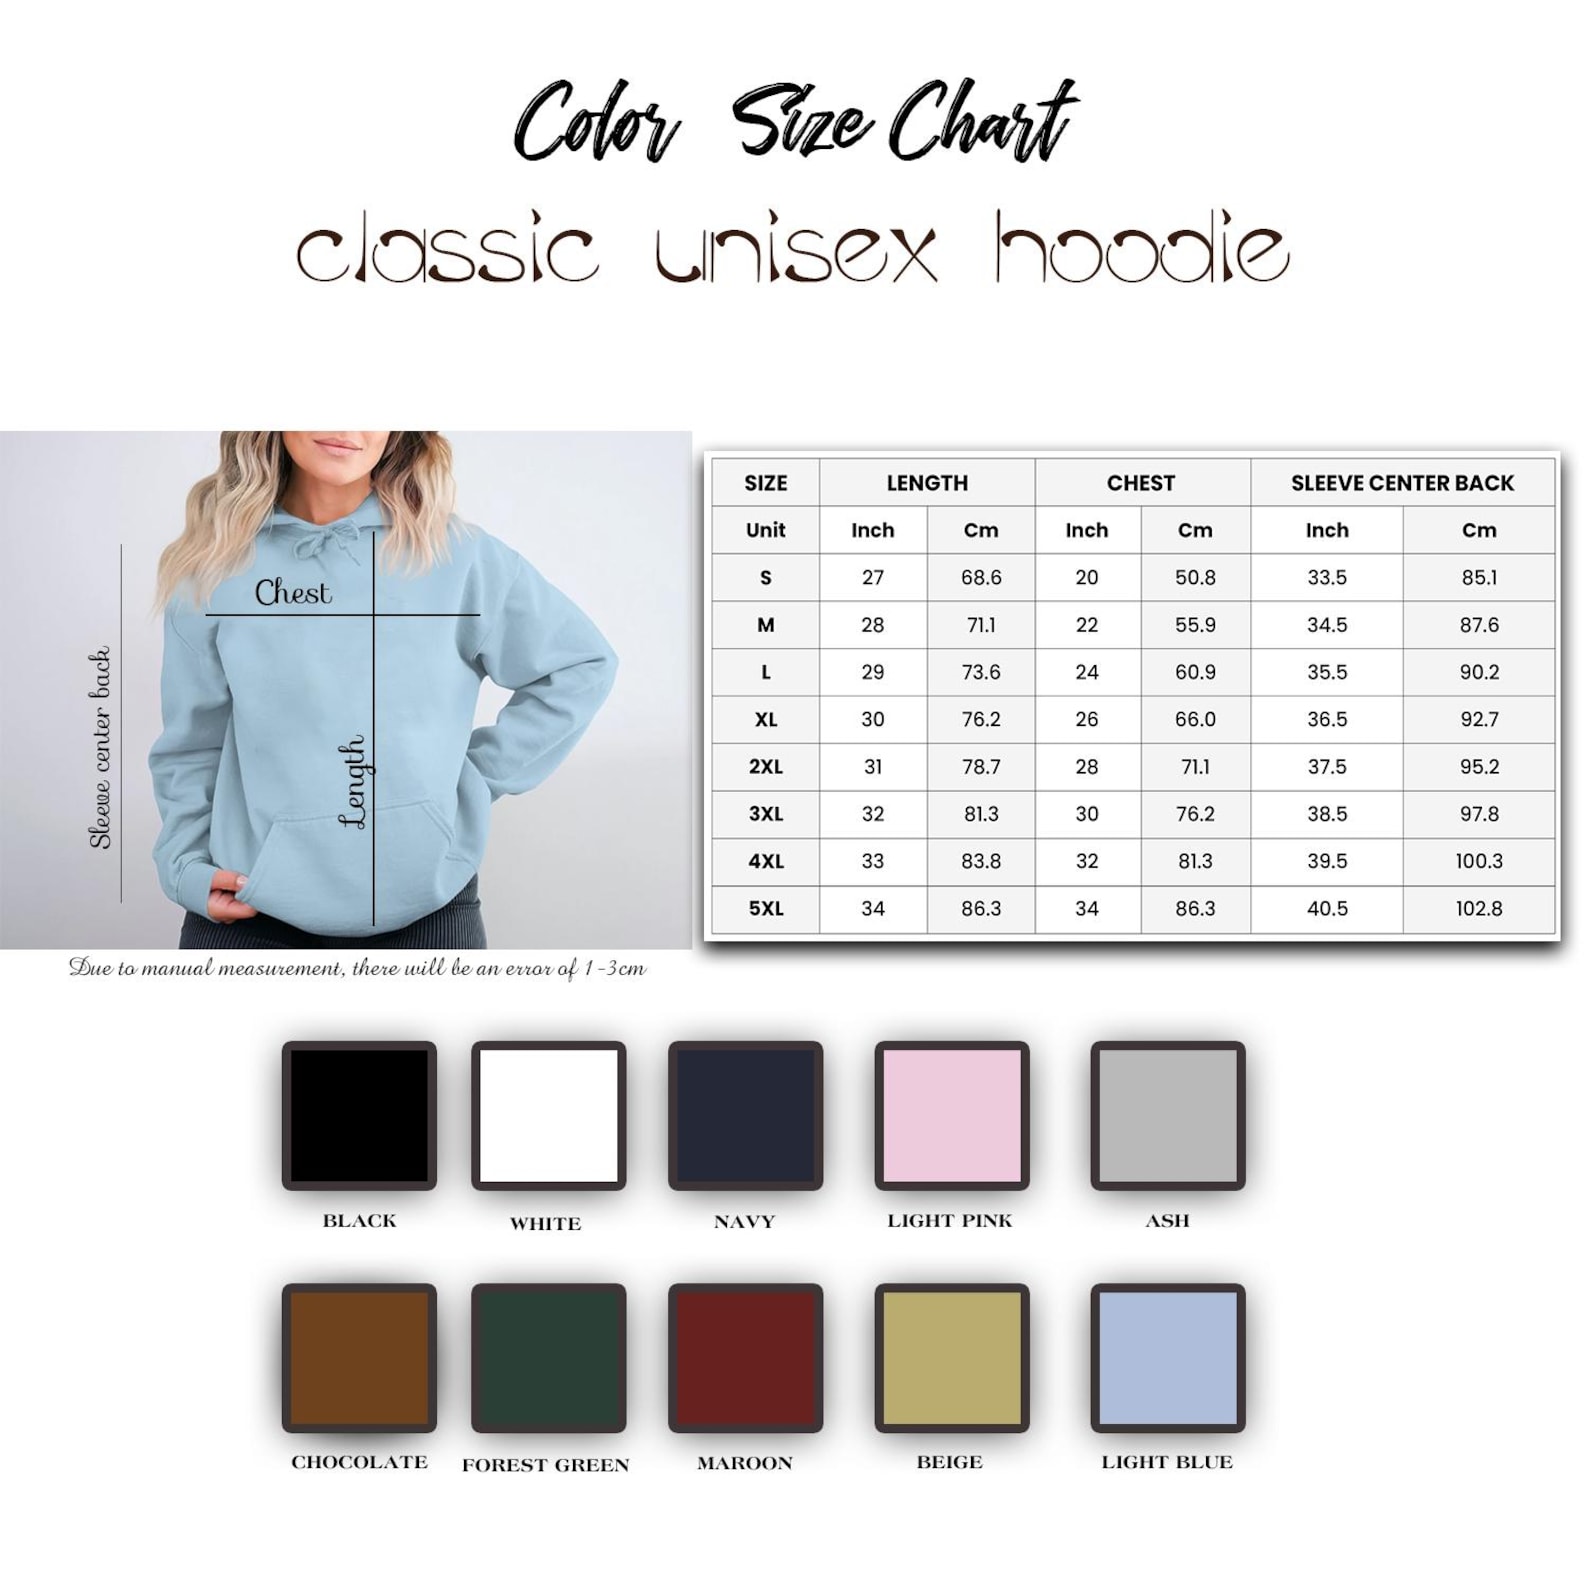 Color Size Chart
classic unisex hoodie
Chest
Sleeve center back
Length
Due to manual measurement, there will be an error of 1-3cm
SIZE LENGTH CHEST SLEEVE CENTER BACK
Unit Inch Cm Inch Cm Inch Cm
S 27 68.6 20 50.8 33.5 85.1
M 28 71.1 22 55.9 34.5 87.6
L 29 73.6 24 60.9 35.5 90.2
XL 30 76.2 26 66.0 36.5 92.7
2XL 31 78.7 28 71.1 37.5 95.2
3XL 32 81.3 30 76.2 38.5 97.8
4XL 33 83.8 32 81.3 39.5 100.3
5XL 34 86.3 34 86.3 40.5 102.8
BLACK WHITE NAVY LIGHT PINK ASH
CHOCOLATE FOREST GREEN MAROON BEIGE LIGHT BLUE